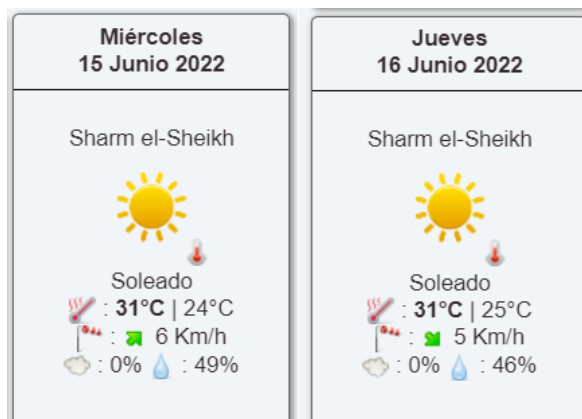 Miércoles
15 Junio 2022
Sharm el-Sheikh
Soleado
: 31°C | 24°C
: 6 Km/h
: 0% : 49%
Jueves
16 Junio 2022
Sharm el-Sheikh
Soleado
: 31°C | 25°C
: 5 Km/h
: 0% : 46%